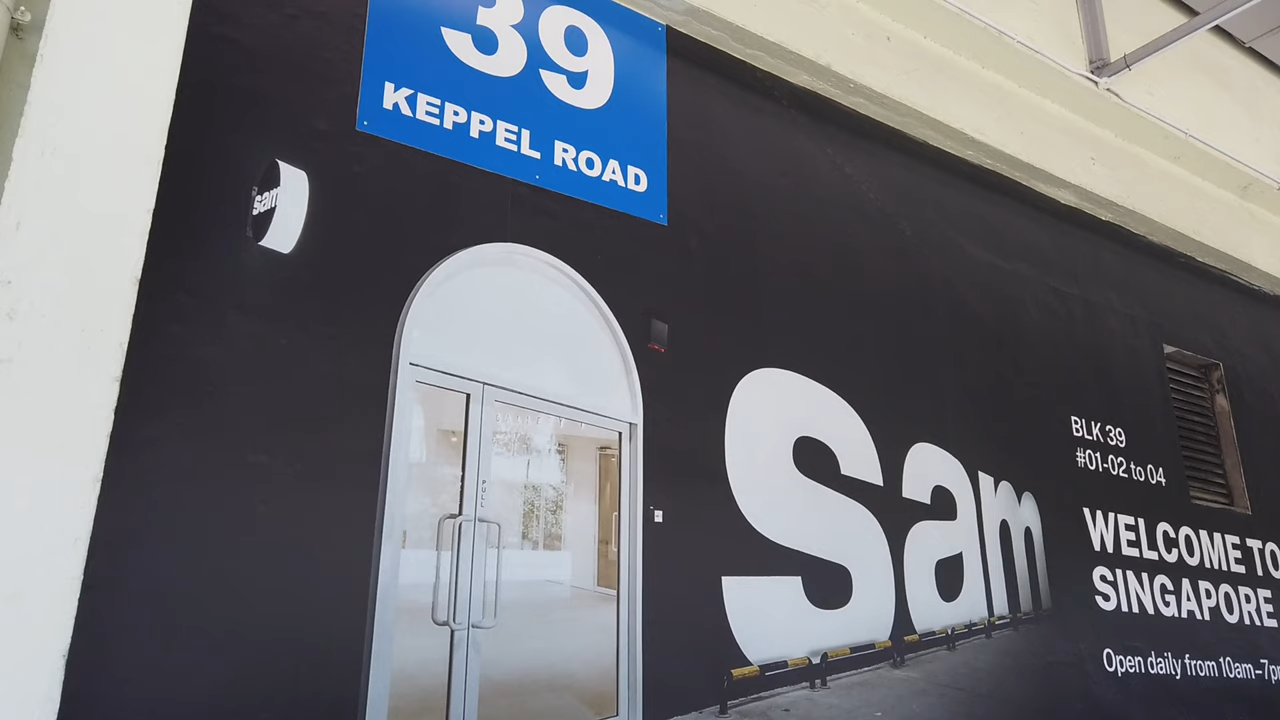 39
KEPPEL ROAD
sam
PULL
sam
BLK 39
#01-02 to 04
WELCOME TO
SINGAPORE
Open daily from 10am-7p